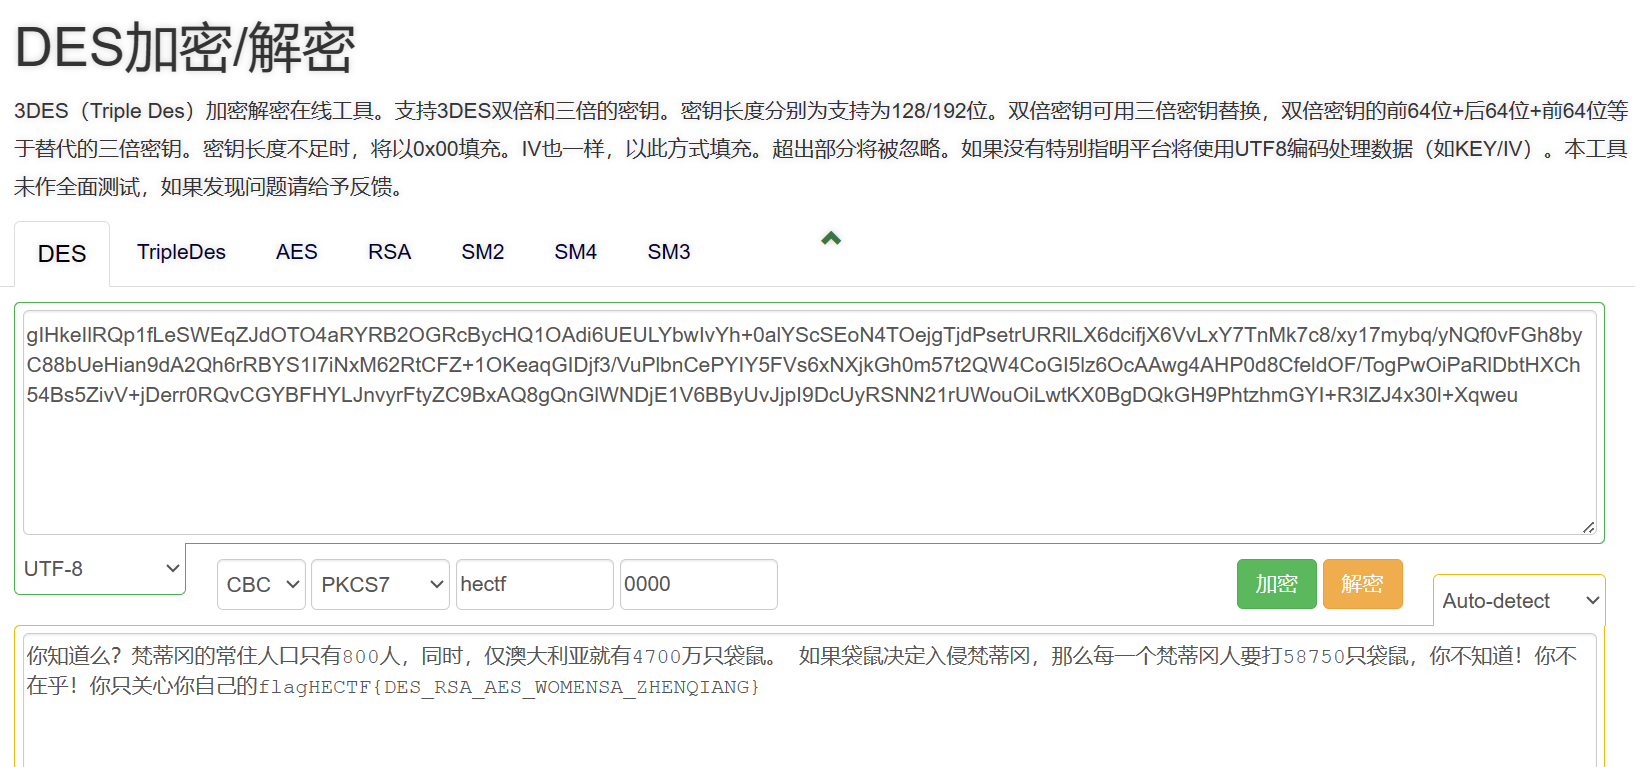 DES加密/解密
3DES（Triple Des）加密解密在线工具。支持3DES双倍和三倍的密钥。密钥长度分别为支持为128/192位。双倍密钥可用三倍密钥替换，双倍密钥的前64位+后64位+前64位等
于替代的三倍密钥。密钥长度不足时，将以0x00填充。IV也一样，以此方式填充。超出部分将被忽略。如果没有特别指明平台将使用UTF8编码处理数据（如KEY/IV）。本工具
未作全面测试，如果发现问题请给予反馈。
DES TripleDes AES RSA SM2 SM4 SM3
gIHkeIlRQp1fLeSWEqZJdOTO4aRYRB2OGRcBycHQ1OAdi6UEULYbwIvYh+0alYScSEoN4TOejgTjdPsetrURRlLX6dcifjX6VvLxY7TnMk7c8/xy17mybq/yNQf0vFGh8by
C88bUeHian9dA2Qh6rRBYS1I7iNxM62RtCFZ+1OKeaqGIDjf3/VuPlbnCePYIY5FVs6xNXjkGh0m57t2QW4CoGI5lz6OcAAwg4AHP0d8CfeldOF/TogPwOiPaRlDbtHXCh
54Bs5ZivV+jDerr0RQvCGYBFHYLJnvyrFtyZC9BxAQ8gQnGlWNDjE1V6BByUvJjpI9DcUyRSNN21rUWouOiLwtKX0BgDQkGH9PhtzhmGYI+R3lZJ4x30l+Xqweu
UTF-8 CBC PKCS7 hectf 0000 加密 解密 Auto-detect
你知道么？梵蒂冈的常住人口只有800人，同时，仅澳大利亚就有4700万只袋鼠。 如果袋鼠决定入侵梵蒂冈，那么每一个梵蒂冈人要打58750只袋鼠，你不知道！你不
在乎！你只关心你自己的flagHECTF{DES_RSA_AES_WOMENSA_ZHENQIANG}